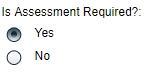 Is Assessment Required?:
Yes
No